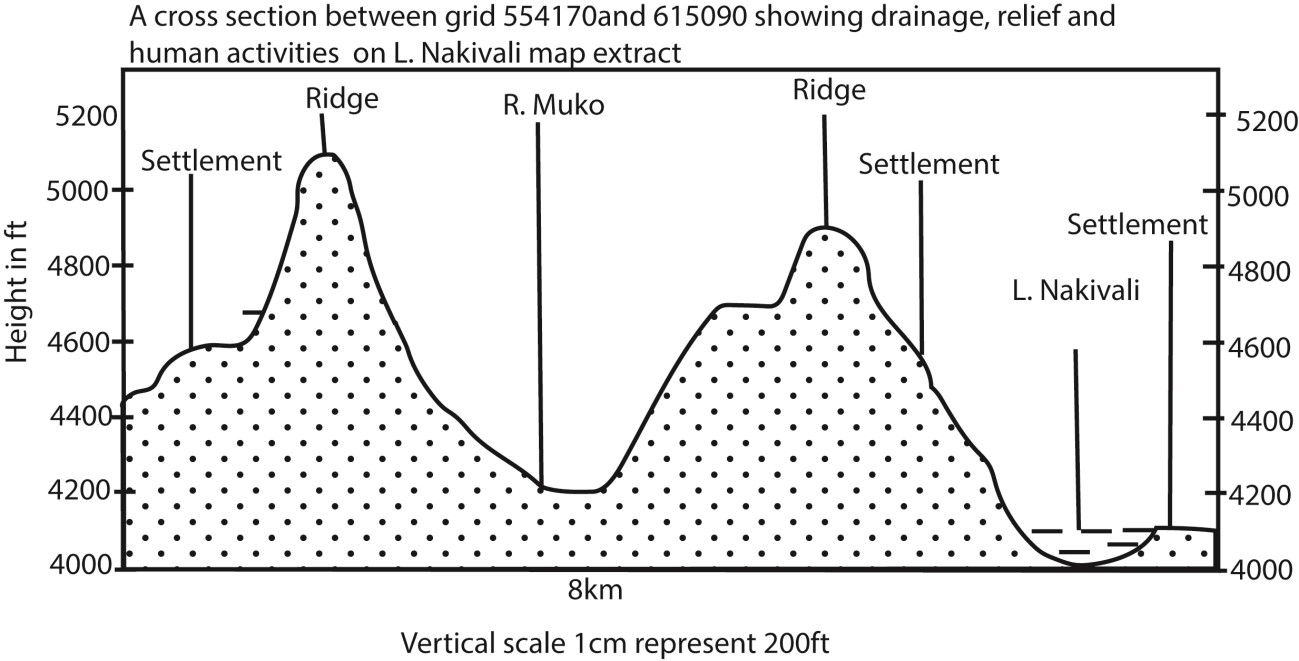 A cross section between grid 554170and 615090 showing drainage, relief and
human activities on L. Nakivali map extract
Ridge
R. Muko
Ridge
Settlement
Settlement
Settlement
L. Nakivali
Height in ft
5200
5000
4800
4600
4400
4200
4000
5200
5000
4800
4600
4400
4200
4000
8km
Vertical scale 1cm represent 200ft